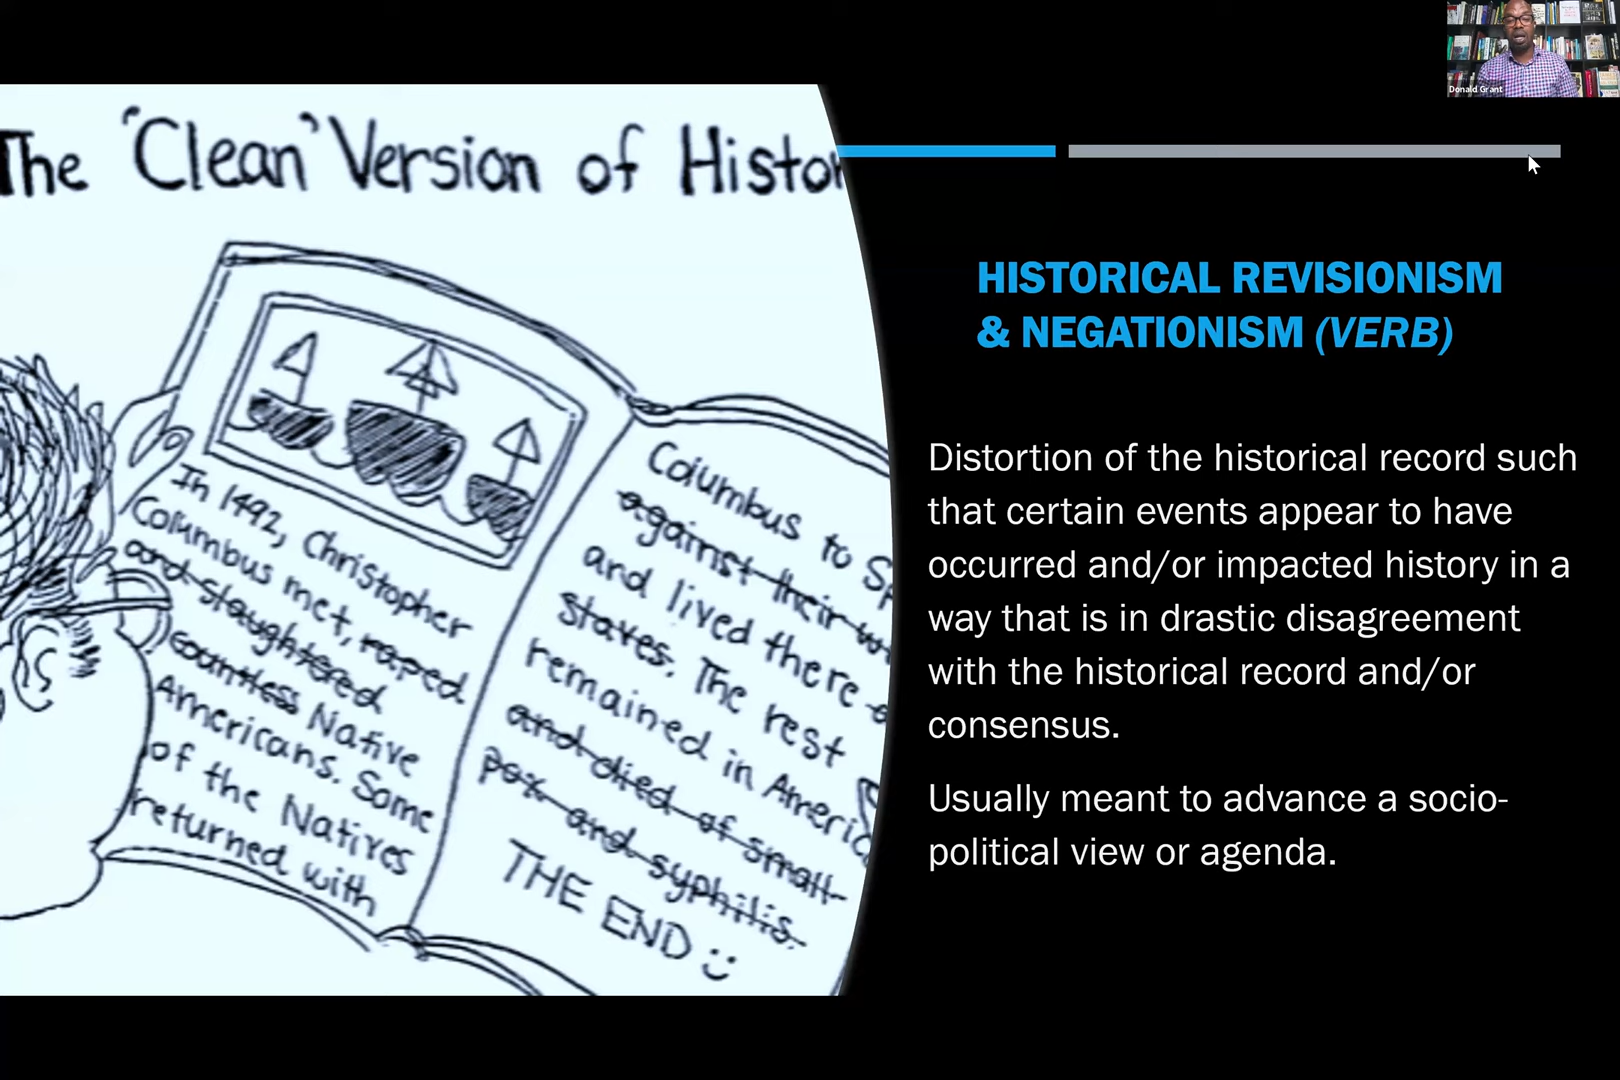 Donald Grant
The 'Clean' Version of Histor
HISTORICAL REVISIONISM
& NEGATIONISM (VERB)
In 1492, Christopher
Columbus met, raped
and slaughtered
countless Native
Americans. Some
of the Natives
returned with
Columbus to Sp
against their w
and lived there
slaves. The rest
remained in Americ
and died of small-
pox and syphilis.
THE END
Distortion of the historical record such
that certain events appear to have
occurred and/or impacted history in a
way that is in drastic disagreement
with the historical record and/or
consensus.
Usually meant to advance a socio-
political view or agenda.